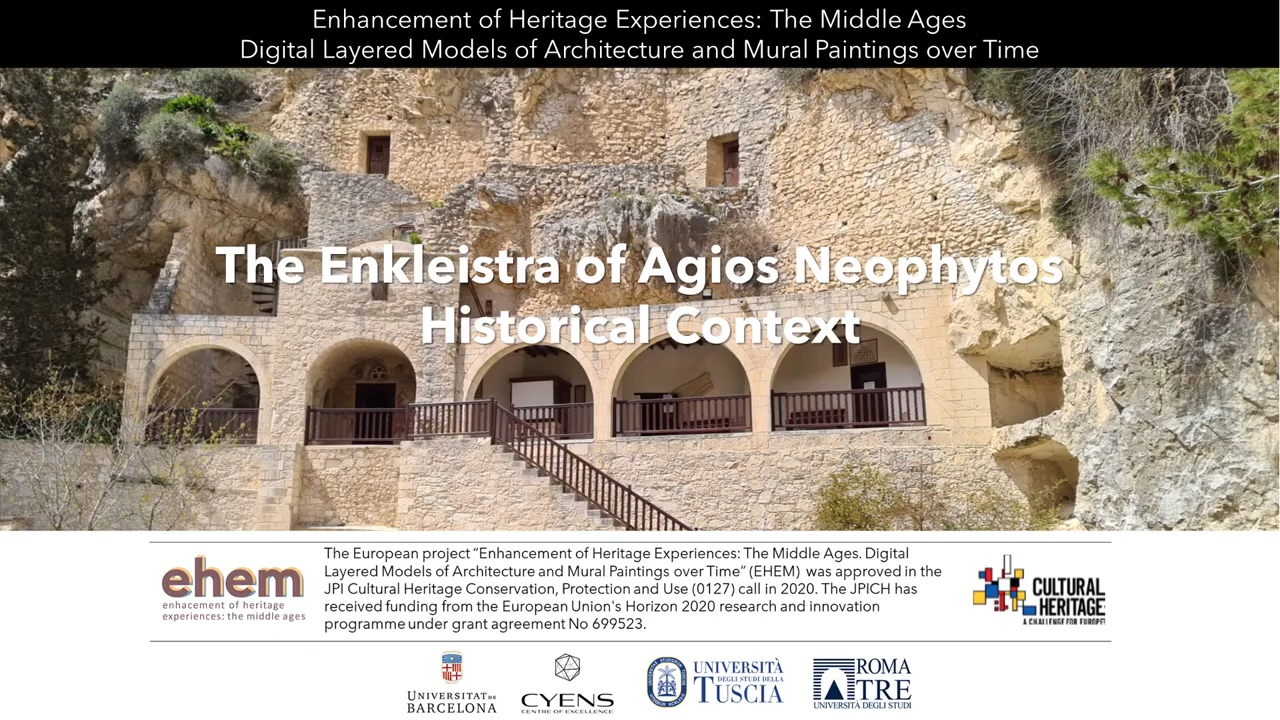 Enhancement of Heritage Experiences: The Middle Ages
Digital Layered Models of Architecture and Mural Paintings over Time
The Enkleistra of Agios Neophytos
Historical Context
ehem
enhacement of heritage
experiences: the middle ages
The European project “Enhancement of Heritage Experiences: The Middle Ages. Digital
Layered Models of Architecture and Mural Paintings over Time” (EHEM) was approved in the
JPI Cultural Heritage Conservation, Protection and Use (0127) call in 2020. The JPICH has
received funding from the European Union's Horizon 2020 research and innovation
programme under grant agreement No 699523.
CULTURAL
HERITAGE
A CHALLENGE FOR EUROPE
UNIVERSITAT DE
BARCELONA
CYENS
CENTRE OF EXCELLENCE
UNIVERSITÀ
DEGLI STUDI DELLA
TUSCIA
ROMA
TRE
UNIVERSITÀ DEGLI STUDI